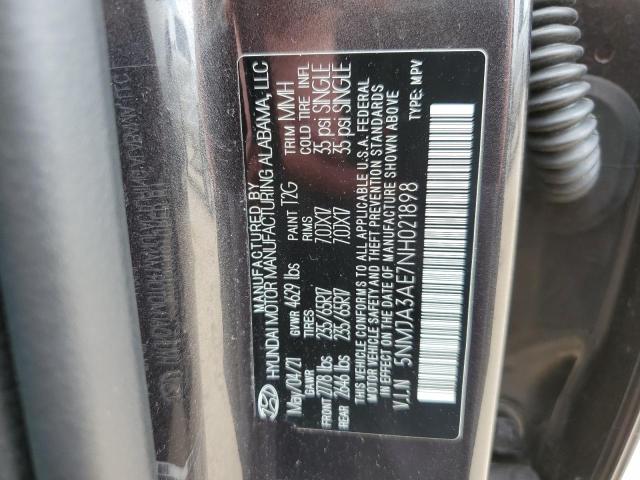 MANUFACTURED BY
HYUNDAI MOTOR MANUFACTURING ALABAMA, LLC
May/04/21 GVWR 4629 lbs PAINT T2G TRIM MMH
GAWR TIRES RIMS COLD TIRE INFL
FRONT 2778 lbs 235/65R17 7.0JX17 35 psi SINGLE
REAR 2646 lbs 235/65R17 7.0JX17 35 psi SINGLE
THIS VEHICLE CONFORMS TO ALL APPLICABLE U.S.A. FEDERAL
MOTOR VEHICLE SAFETY AND THEFT PREVENTION STANDARDS
IN EFFECT ON THE DATE OF MANUFACTURE SHOWN ABOVE
V.I.N 5NMJA3AE7NH021898 TYPE: MPV